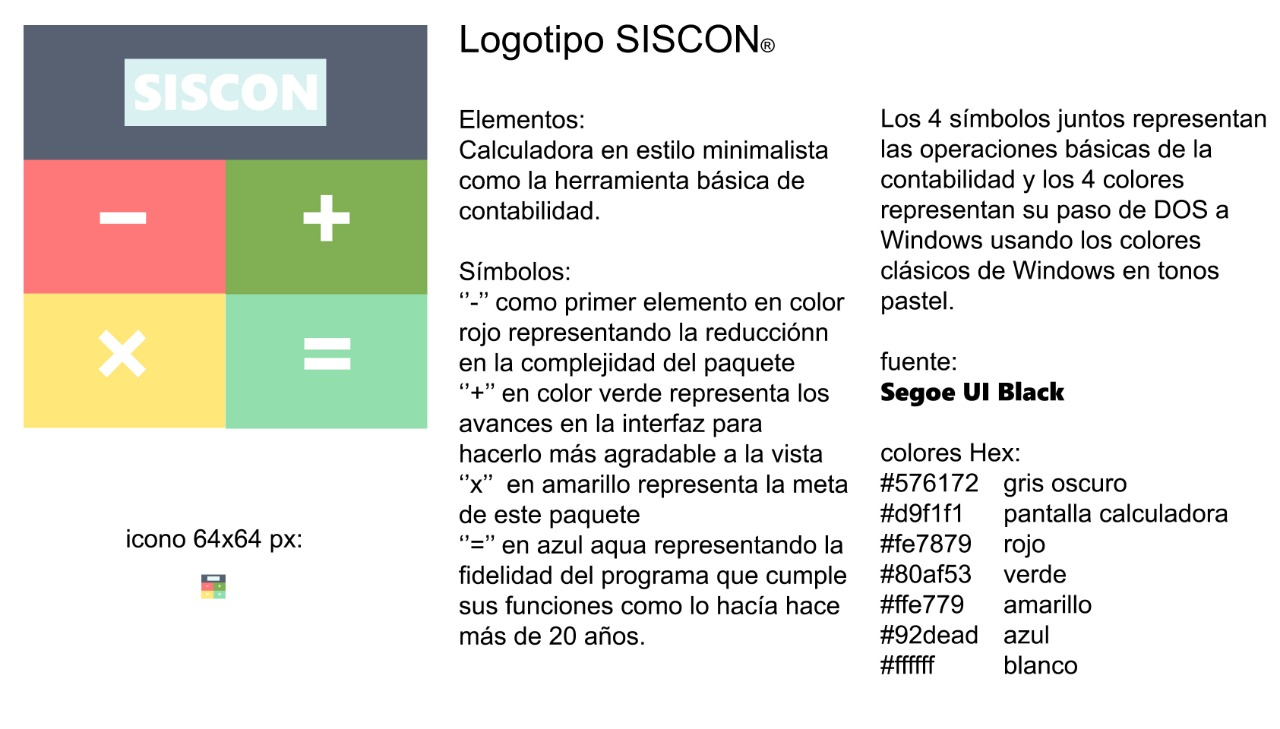 SISCON
−
+
×
=
icono 64x64 px:
Logotipo SISCON®
Elementos:
Calculadora en estilo minimalista
como la herramienta básica de
contabilidad.
Símbolos:
‘’-’’ como primer elemento en color
rojo representando la reducciónn
en la complejidad del paquete
‘’+’’ en color verde representa los
avances en la interfaz para
hacerlo más agradable a la vista
‘’x’’  en amarillo representa la meta
de este paquete
‘’=’’ en azul aqua representando la
fidelidad del programa que cumple
sus funciones como lo hacía hace
más de 20 años.
Los 4 símbolos juntos representan
las operaciones básicas de la
contabilidad y los 4 colores
representan su paso de DOS a
Windows usando los colores
clásicos de Windows en tonos
pastel.
fuente:
Segoe UI Black
colores Hex:
#576172 gris oscuro
#d9f1f1 pantalla calculadora
#fe7879 rojo
#80af53 verde
#ffe779 amarillo
#92dead azul
#ffffff blanco